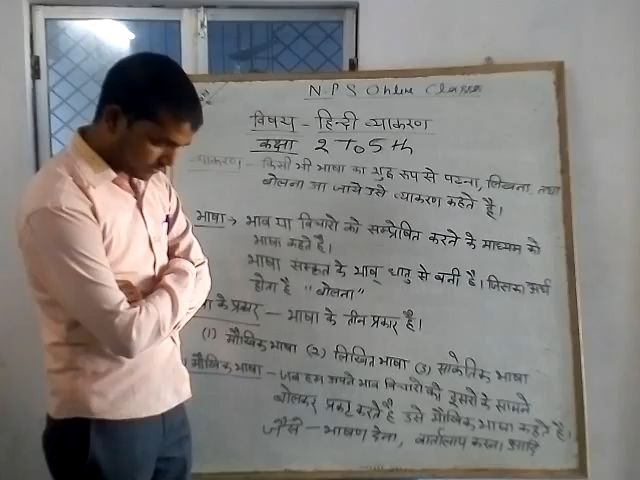 N.P.S Online Classes
विषय - हिन्दी व्याकरण
कक्षा 2 To 5th
व्याकरण - किसी भी भाषा का शुद्ध रूप से पढना, लिखना तथा
बोलना आ जाये उसे व्याकरण कहते है।
भाषा → भाव या विचारो को सम्प्रेषित करने के माध्यम को
भाषा कहते है।
भाषा संस्कृत के भाष् धातु से बनी है। जिसका अर्थ
होता है "बोलना"
के प्रकार - भाषा के तीन प्रकार है।
(1) मौखिक भाषा (2) लिखित भाषा (3) सांकेतिक भाषा
मौखिक भाषा - जब हम अपने भाव विचारो को दूसरो के सामने
बोलकर प्रकट करते है उसे मौखिक भाषा कहते है।
जैसे - भाषण देना, वार्तालाप करना आदि